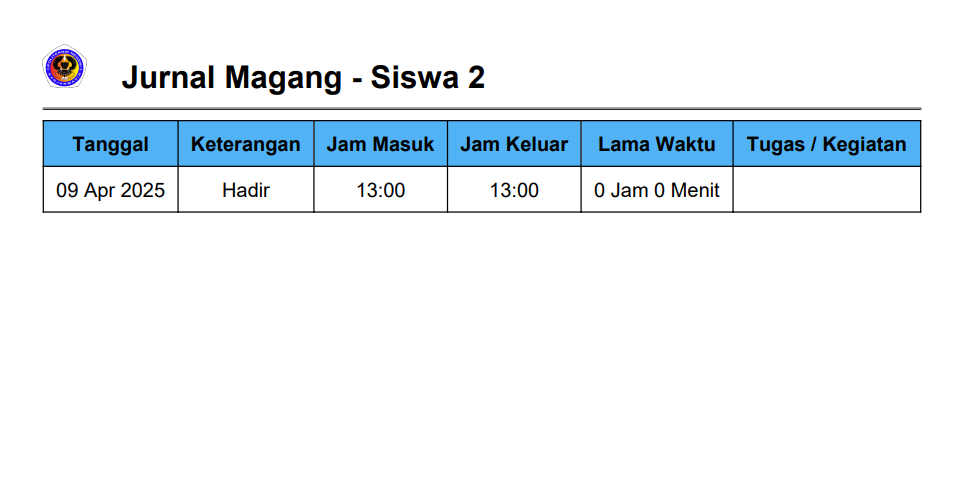 Jurnal Magang - Siswa 2
Tanggal Keterangan Jam Masuk Jam Keluar Lama Waktu Tugas / Kegiatan
09 Apr 2025 Hadir 13:00 13:00 0 Jam 0 Menit